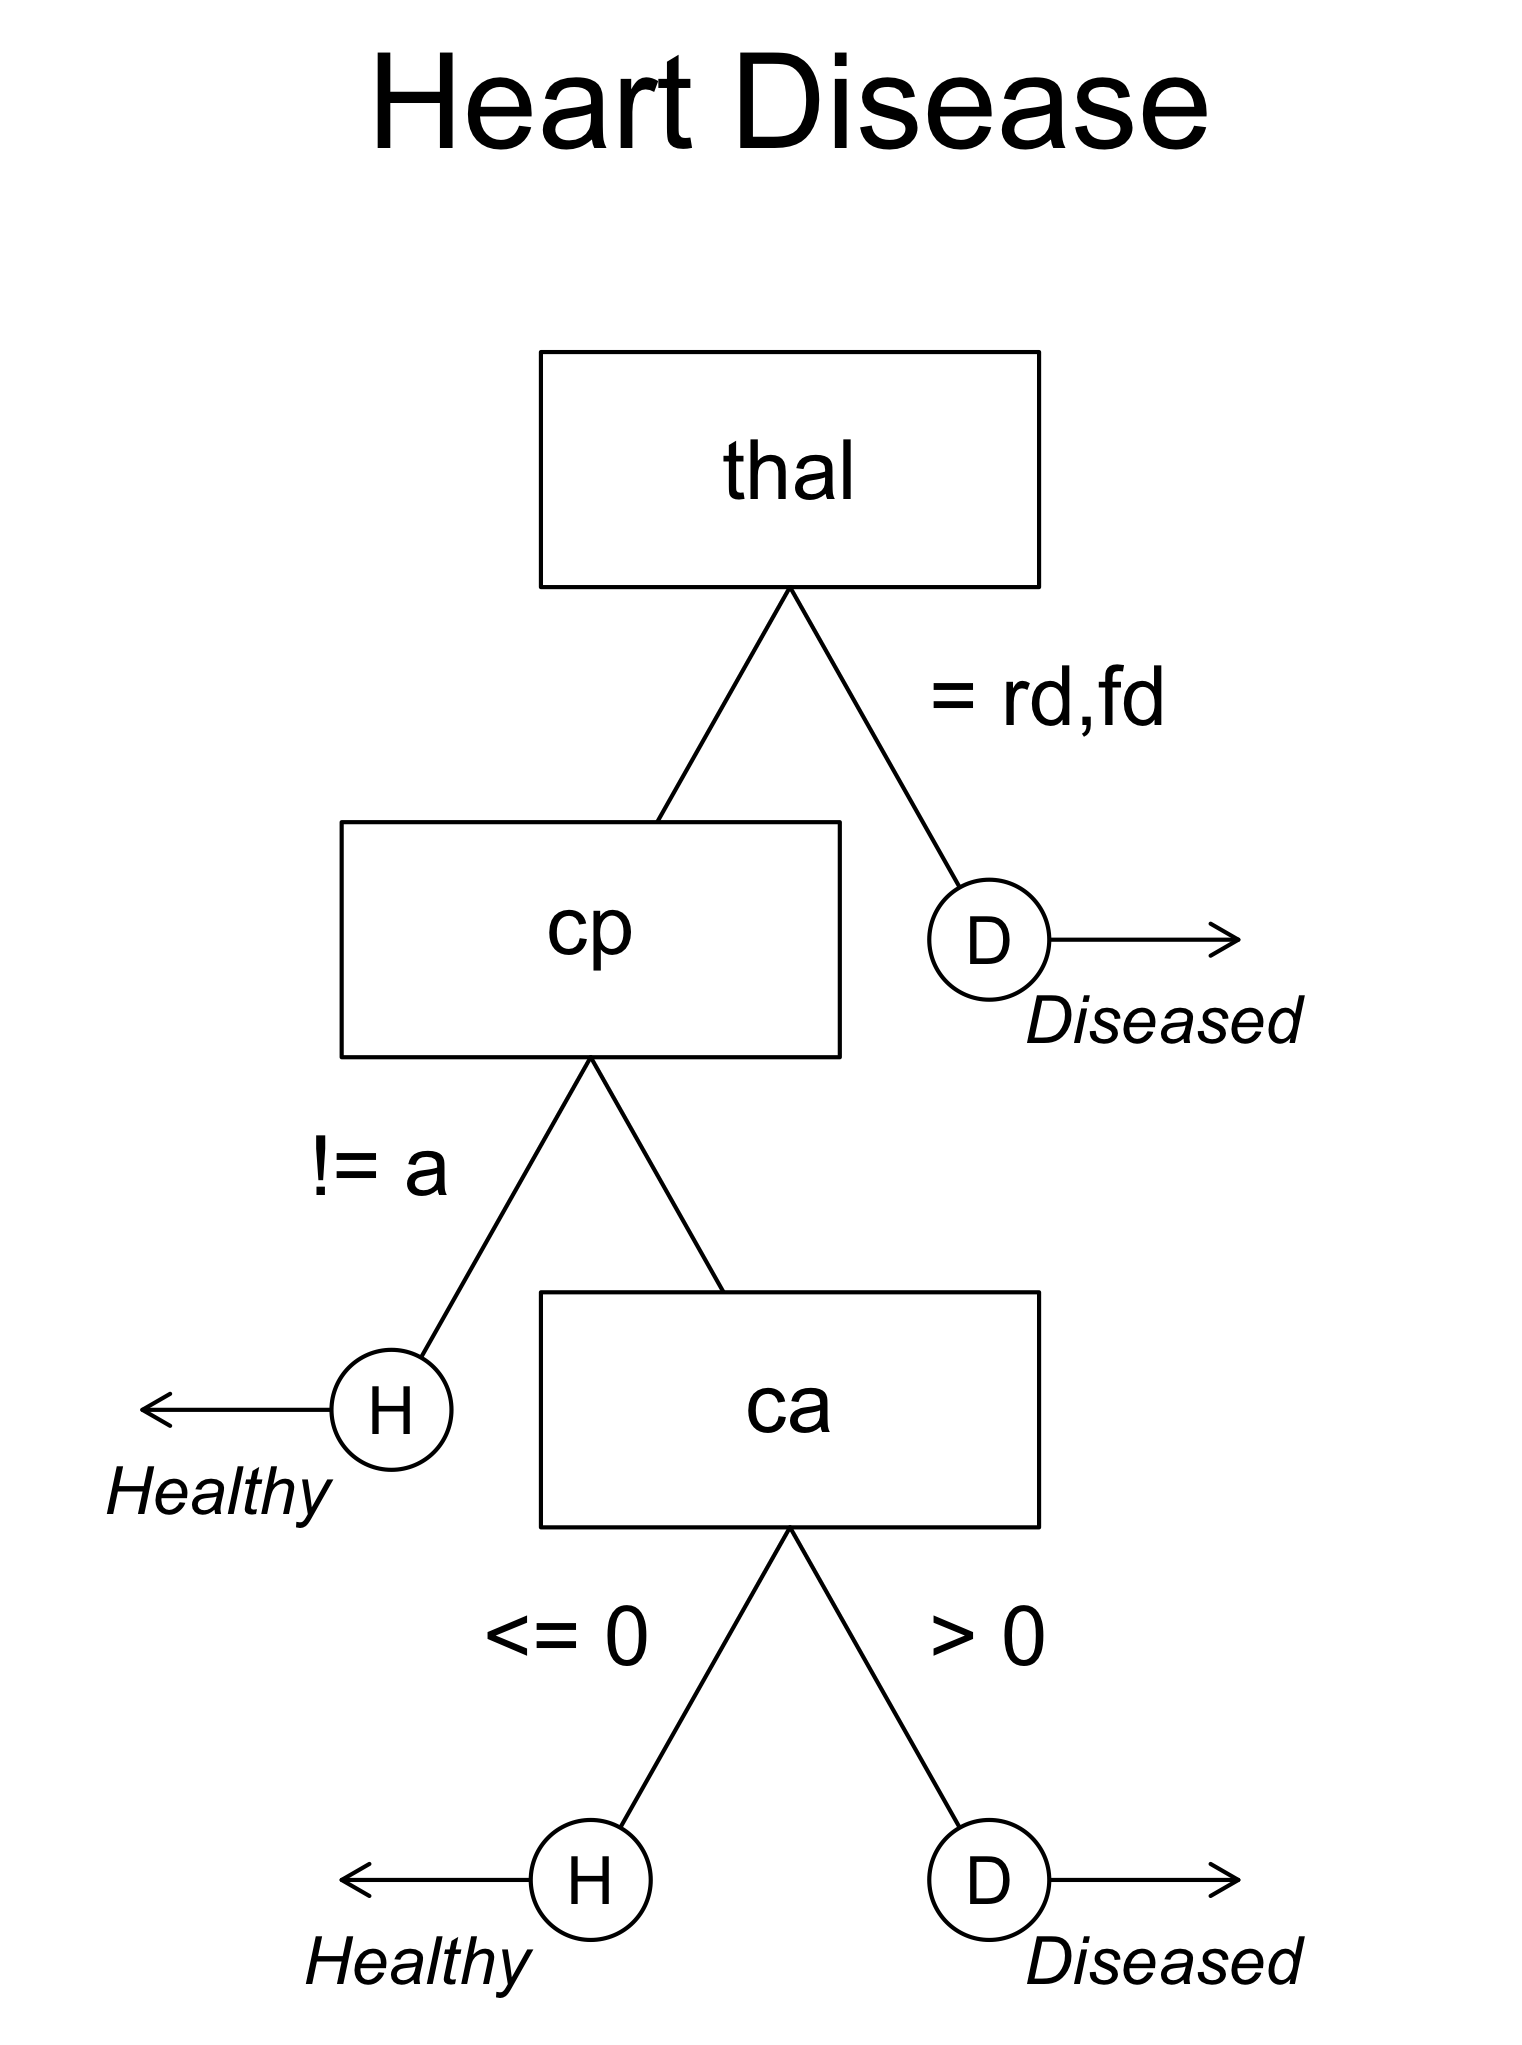 Heart Disease
thal
= rd,fd
cp
D
Diseased
!= a
H
Healthy
ca
<= 0
> 0
H
Healthy
D
Diseased